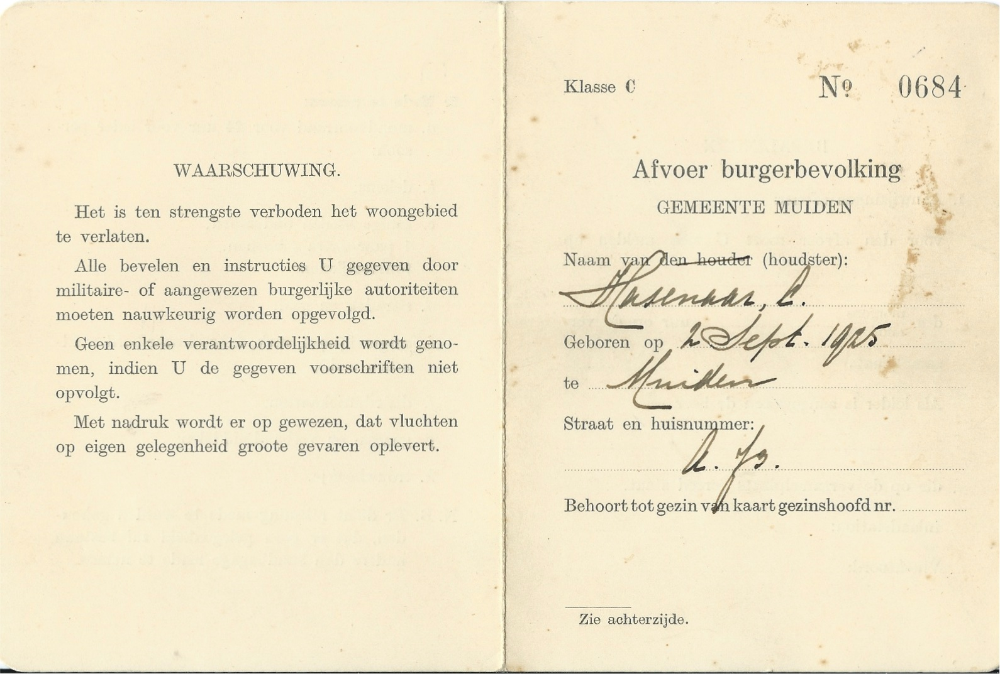 WAARSCHUWING.
Het is ten strengste verboden het woongebied
te verlaten.
Alle bevelen en instructies U gegeven door
militaire- of aangewezen burgerlijke autoriteiten
moeten nauwkeurig worden opgevolgd.
Geen enkele verantwoordelijkheid wordt geno-
men, indien U de gegeven voorschriften niet
opvolgt.
Met nadruk wordt er op gewezen, dat vluchten
op eigen gelegenheid groote gevaren oplevert.
Klasse C
No 0684
Afvoer burgerbevolking
GEMEENTE MUIDEN
Naam van den houder (houdster):
Hasenaar, C.
Geboren op 2 Sept. 1925
te Muiden
Straat en huisnummer:
Behoort tot gezin van kaart gezinshoofd nr.
Zie achterzijde.